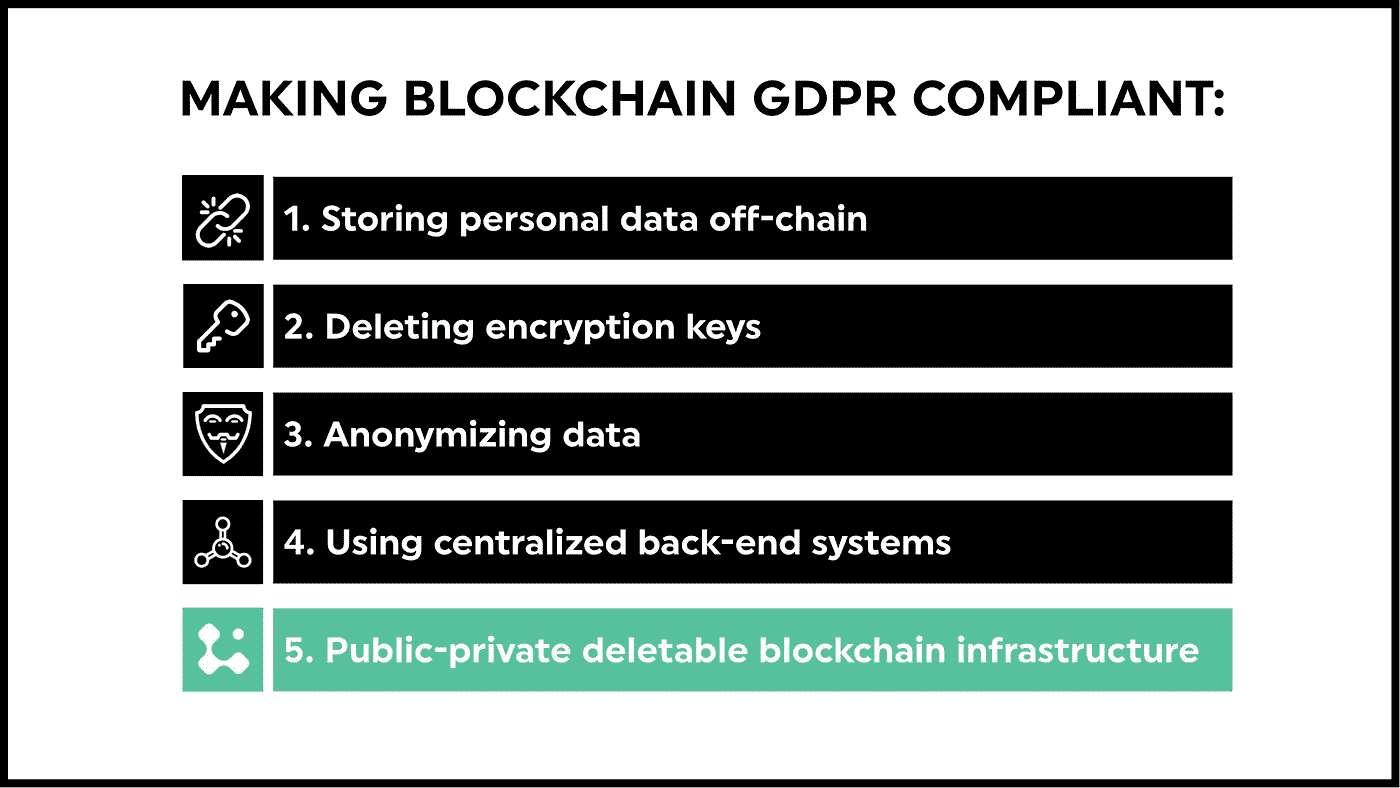 MAKING BLOCKCHAIN GDPR COMPLIANT:
1. Storing personal data off-chain
2. Deleting encryption keys
3. Anonymizing data
4. Using centralized back-end systems
5. Public-private deletable blockchain infrastructure